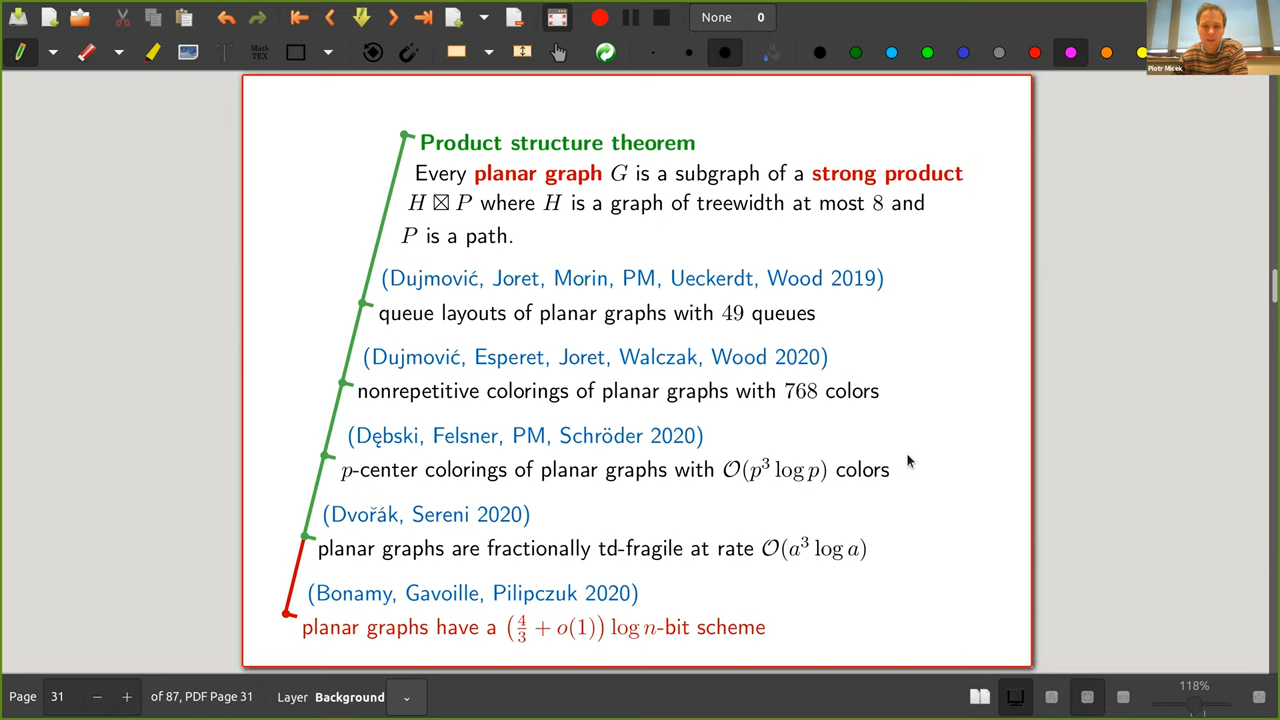 None 0
Math
TEX
Piotr Micek
Product structure theorem
Every planar graph G is a subgraph of a strong product
H ⊠ P where H is a graph of treewidth at most 8 and
P is a path.
(Dujmović, Joret, Morin, PM, Ueckerdt, Wood 2019)
queue layouts of planar graphs with 49 queues
(Dujmović, Esperet, Joret, Walczak, Wood 2020)
nonrepetitive colorings of planar graphs with 768 colors
(Dębski, Felsner, PM, Schröder 2020)
p-center colorings of planar graphs with O(p³ log p) colors
(Dvořák, Sereni 2020)
planar graphs are fractionally td-fragile at rate O(a³ log a)
(Bonamy, Gavoille, Pilipczuk 2020)
planar graphs have a (4/3 + o(1)) log n-bit scheme
Page 31 − + of 87, PDF Page 31 Layer Background
118%